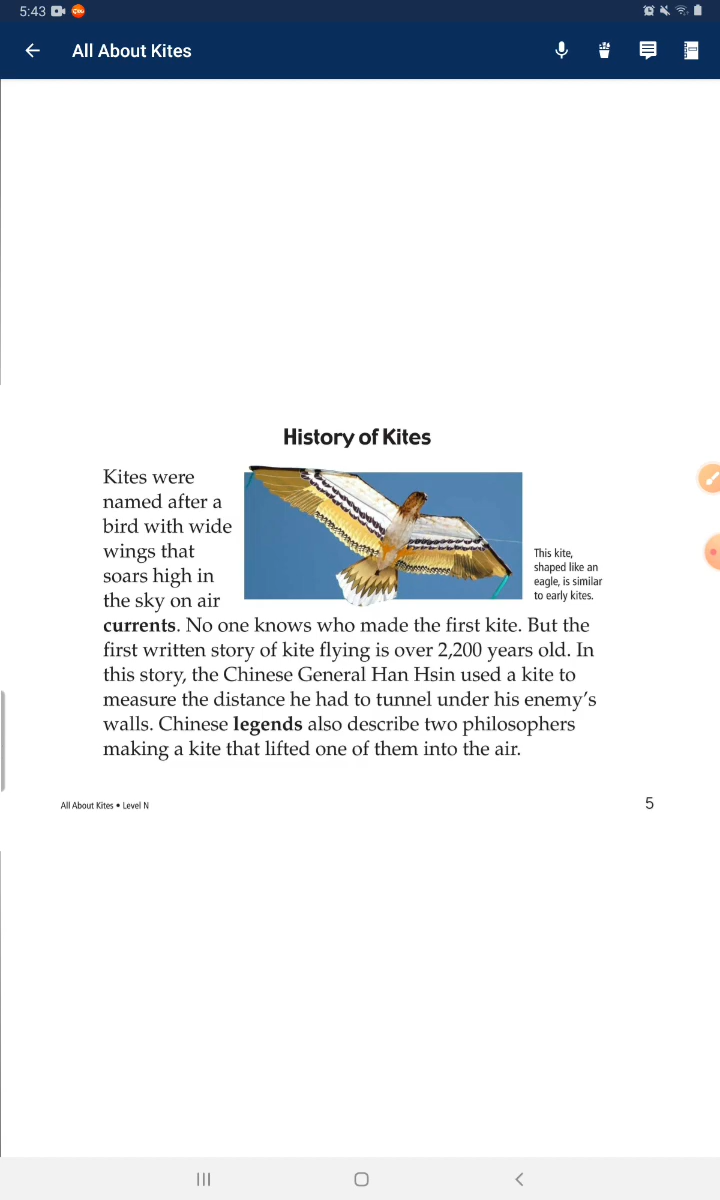 5:43
All About Kites
History of Kites
Kites were
named after a
bird with wide
wings that
soars high in
the sky on air
currents. No one knows who made the first kite. But the
first written story of kite flying is over 2,200 years old. In
this story, the Chinese General Han Hsin used a kite to
measure the distance he had to tunnel under his enemy's
walls. Chinese legends also describe two philosophers
making a kite that lifted one of them into the air.
This kite,
shaped like an
eagle, is similar
to early kites.
All About Kites • Level N
5